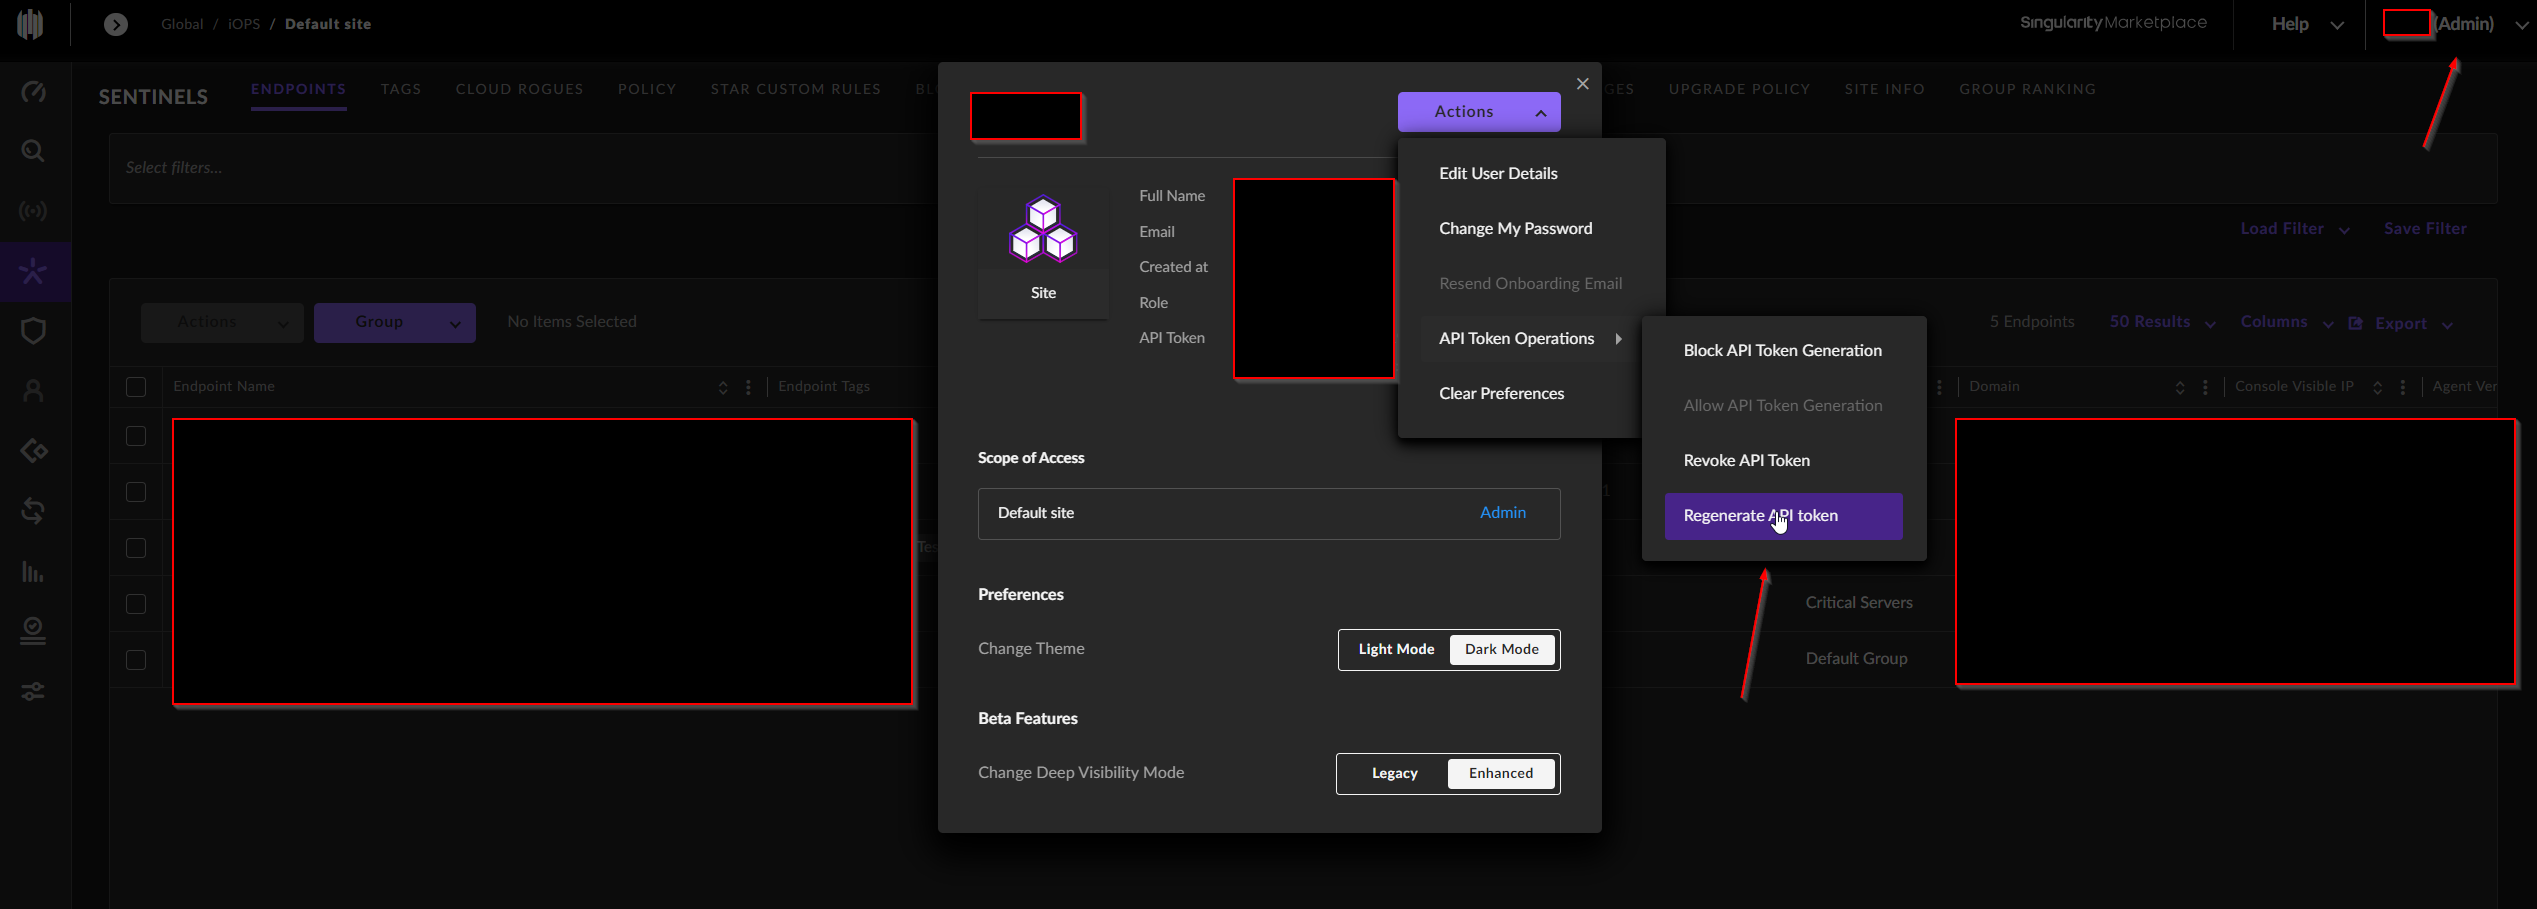 Global / iOPS / Default site
Singularity Marketplace
Help
(Admin)
SENTINELS
ENDPOINTS
TAGS
CLOUD ROGUES
POLICY
STAR CUSTOM RULES
BL
GES
UPGRADE POLICY
SITE INFO
GROUP RANKING
Select filters...
Load Filter
Save Filter
Actions
Group
No Items Selected
5 Endpoints
50 Results
Columns
Export
Endpoint Name
Endpoint Tags
Domain
Console Visible IP
Agent Ver
Tes
1
Critical Servers
Default Group
Actions
Edit User Details
Change My Password
Resend Onboarding Email
API Token Operations
Clear Preferences
Block API Token Generation
Allow API Token Generation
Revoke API Token
Regenerate API token
Site
Full Name
Email
Created at
Role
API Token
Scope of Access
Default site
Admin
Preferences
Change Theme
Light Mode
Dark Mode
Beta Features
Change Deep Visibility Mode
Legacy
Enhanced